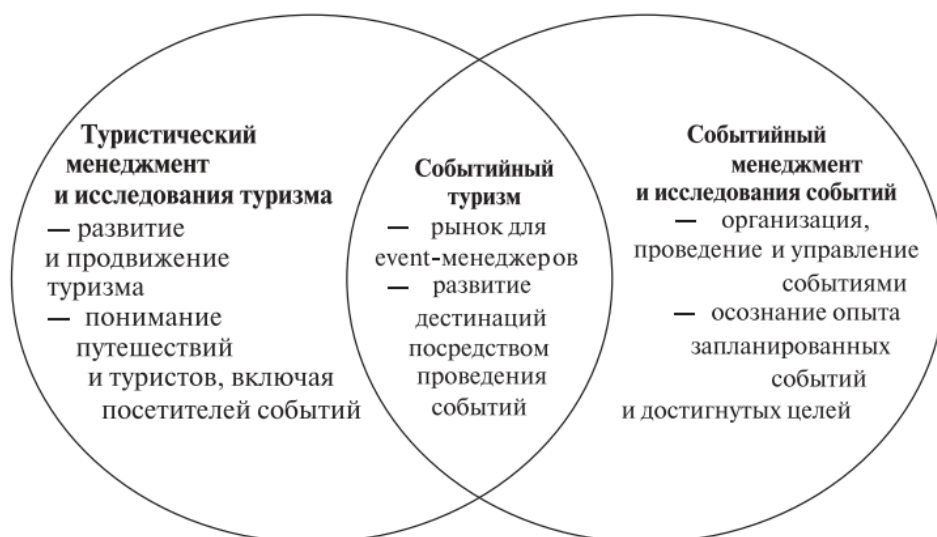 Туристический
менеджмент
и исследования туризма
— развитие
и продвижение
туризма
— понимание
путешествий
и туристов, включая
посетителей событий
Событийный
туризм
— рынок для
event-менеджеров
— развитие
дестинаций
посредством
проведения
событий
Событийный
менеджмент
и исследования событий
— организация,
проведение и управление
событиями
— осознание опыта
запланированных
событий
и достигнутых целей